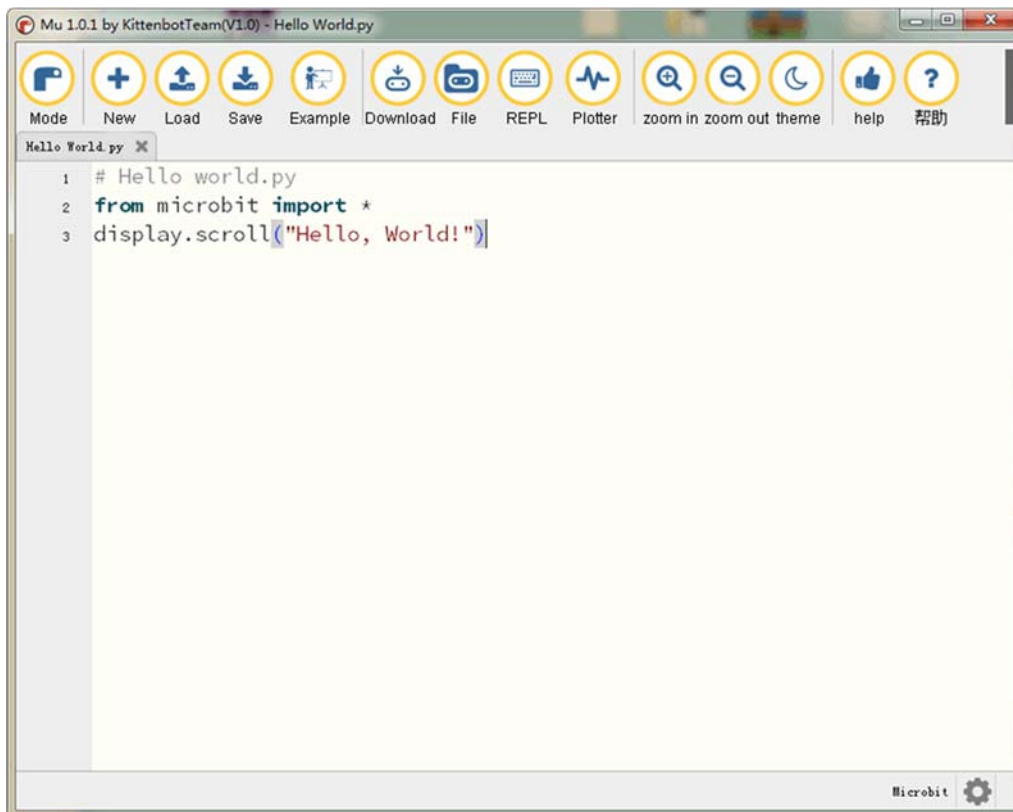 Mu 1.0.1 by KittenbotTeam(V1.0) - Hello World.py
Mode New Load Save Example Download File REPL Plotter zoom in zoom out theme help 帮助
Hello World.py
1 # Hello world.py
2 from microbit import *
3 display.scroll("Hello, World!")
Microbit